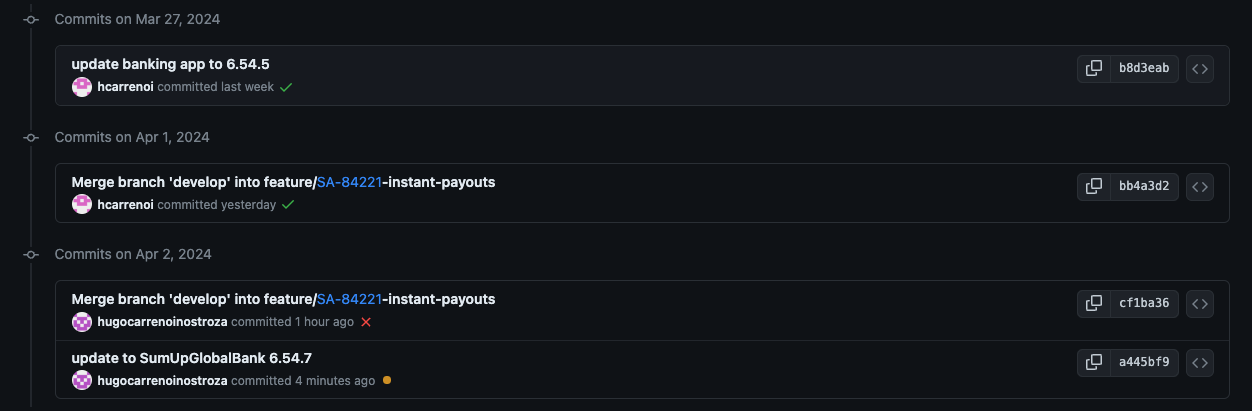 Commits on Mar 27, 2024
update banking app to 6.54.5
b8d3eab
hcarrenoi committed last week
Commits on Apr 1, 2024
Merge branch 'develop' into feature/SA-84221-instant-payouts
bb4a3d2
hcarrenoi committed yesterday
Commits on Apr 2, 2024
Merge branch 'develop' into feature/SA-84221-instant-payouts
cf1ba36
hugocarrenoinostroza committed 1 hour ago
update to SumUpGlobalBank 6.54.7
a445bf9
hugocarrenoinostroza committed 4 minutes ago